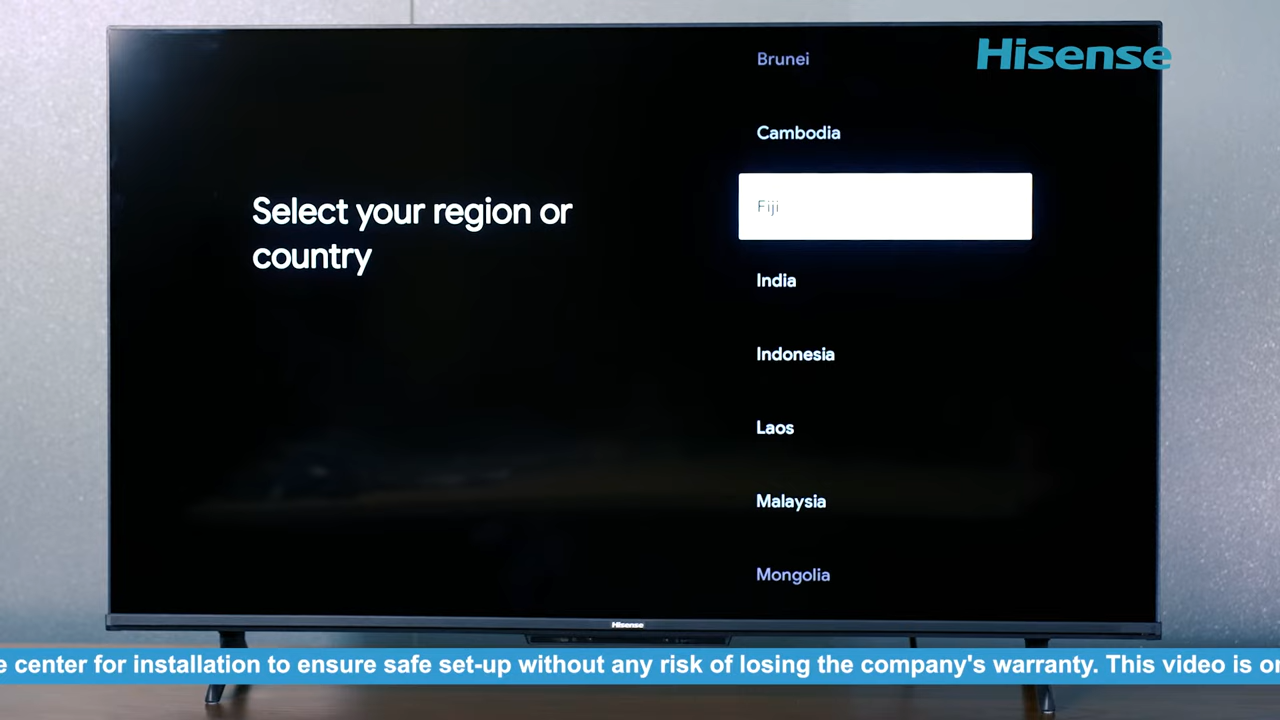 Hisense
Select your region or
country
Brunei
Cambodia
Fiji
India
Indonesia
Laos
Malaysia
Mongolia
Hisense
center for installation to ensure safe set-up without any risk of losing the company's warranty. This video is